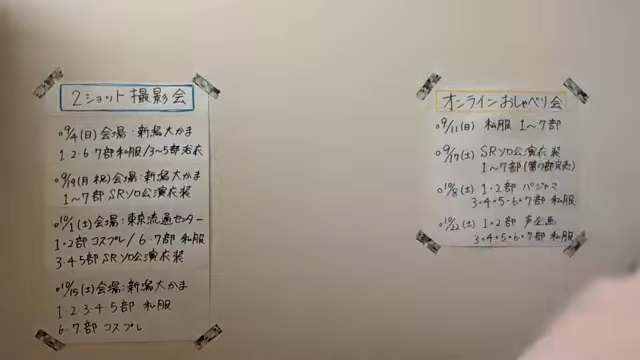 2ショット撮影会
○9/4(日)会場:新潟大かま
1・2・6・7部私服/3〜5部浴衣
○9/19(月・祝)会場:新潟大かま
1〜7部SRソロ公演衣装
○10/1(土)会場:東京流通センター
1・2部コスプレ/6・7部私服
3・4・5部SRソロ公演衣装
○10/15(土)会場:新潟大かま
1・2・3・4・5部 私服
6・7部 コスプレ
オンラインおしゃべり会
○9/11(日) 私服 1〜7部
○9/17(土) SRソロ公演衣装
1〜7部
○10/8(土) 1・2部 パジャマ
3・4・5・6・7部 私服
○10/22(土) 1・2部 声企画
3・4・5・6・7部 私服